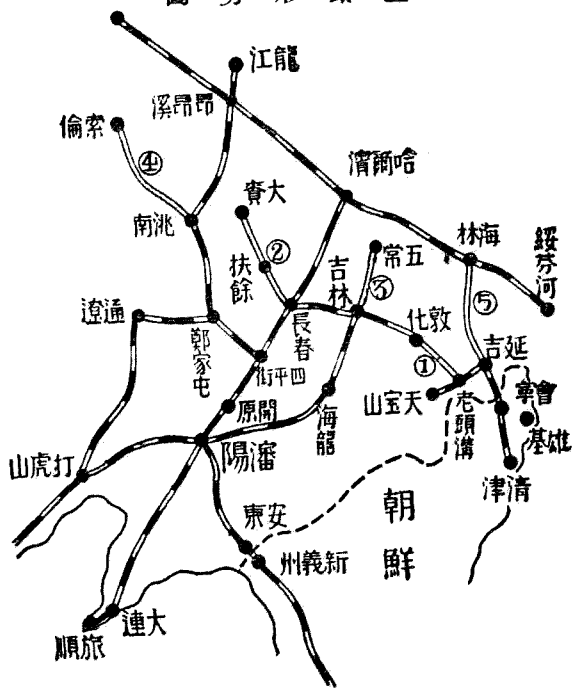 龍江
昂昂溪
索倫
④
哈爾濱
大賚
洮南
②
扶餘
吉林
五常
海林
綏芬河
③
⑤
通遼
鄭家屯
長春
敦化
延吉
①
四平街
會寧
天宝山
老頭溝
雄基
開原
海龍
瀋陽
打虎山
清津
朝鮮
安東
新義州
大連
旅順